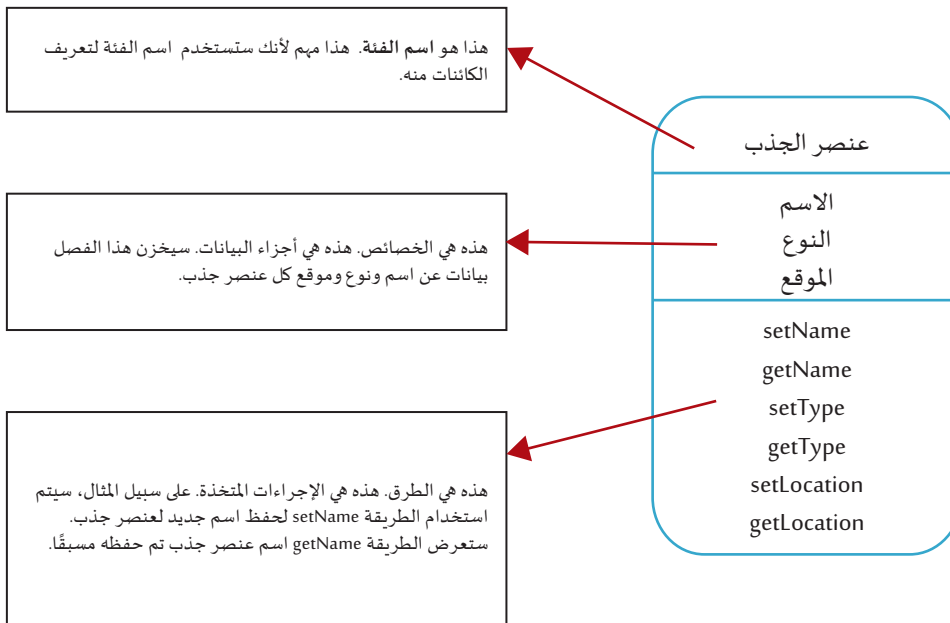 هذا هو اسم الفئة. هذا مهم لأنك ستستخدم اسم الفئة لتعريف
الكائنات منه.
هذه هي الخصائص. هذه هي أجزاء البيانات. سيخزن هذا الفصل
بيانات عن اسم ونوع وموقع كل عنصر جذب.
هذه هي الطرق. هذه هي الإجراءات المتخذة. على سبيل المثال، سيتم
استخدام الطريقة setName لحفظ اسم جديد لعنصر جذب.
ستعرض الطريقة getName اسم عنصر جذب تم حفظه مسبقًا.
عنصر الجذب
الاسم
النوع
الموقع
setName
getName
setType
getType
setLocation
getLocation